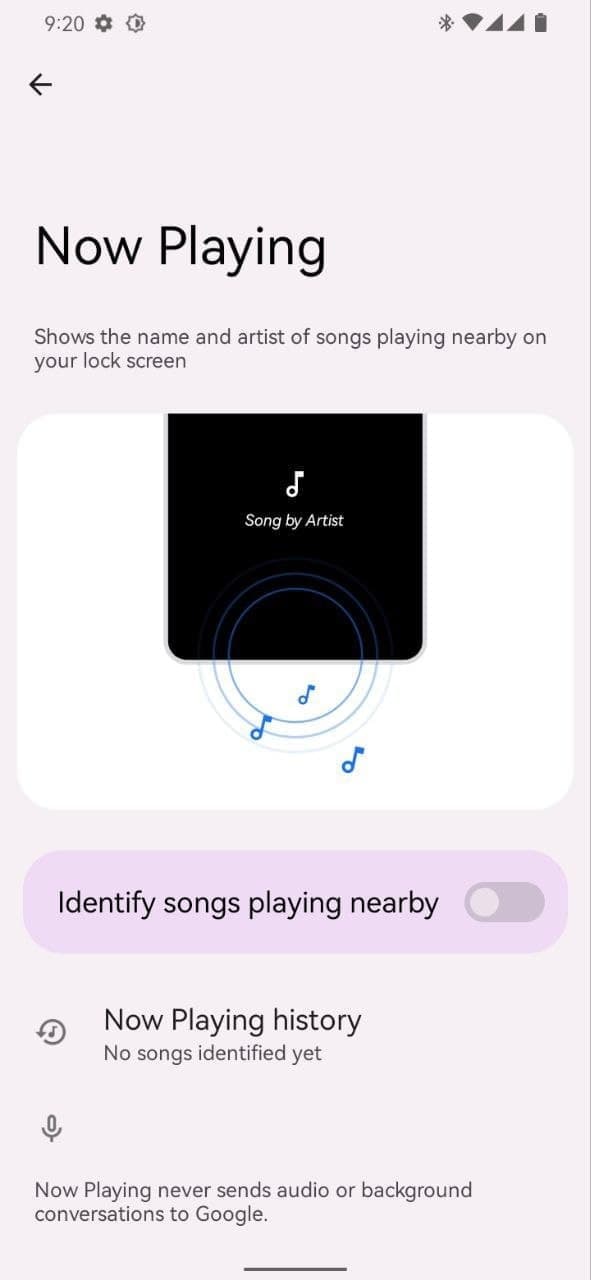 9:20
Now Playing
Shows the name and artist of songs playing nearby on
your lock screen
Song by Artist
Identify songs playing nearby
Now Playing history
No songs identified yet
Now Playing never sends audio or background
conversations to Google.